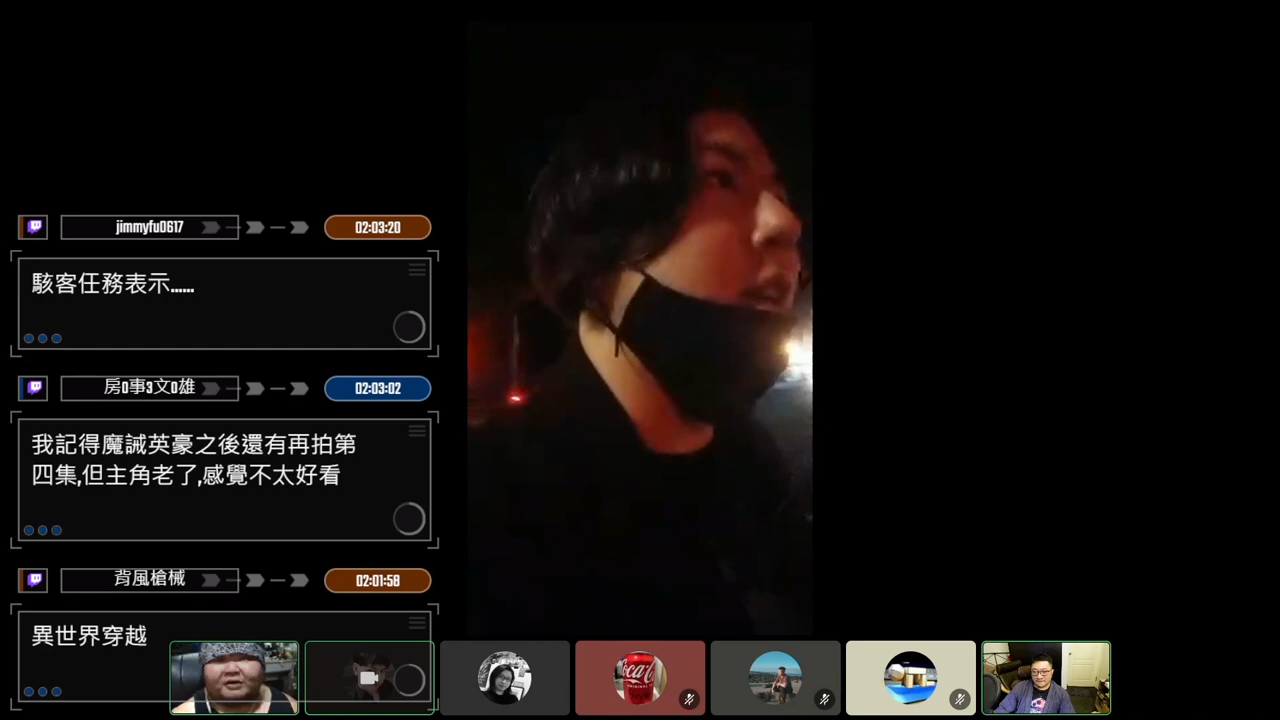 jimmyfu0617
02:03:20
駭客任務表示......
房0事3文0雄
02:03:02
我記得魔誡英豪之後還有再拍第
四集,但主角老了,感覺不太好看
背風槍械
02:01:58
異世界穿越
Coca-C
ORIGINAL